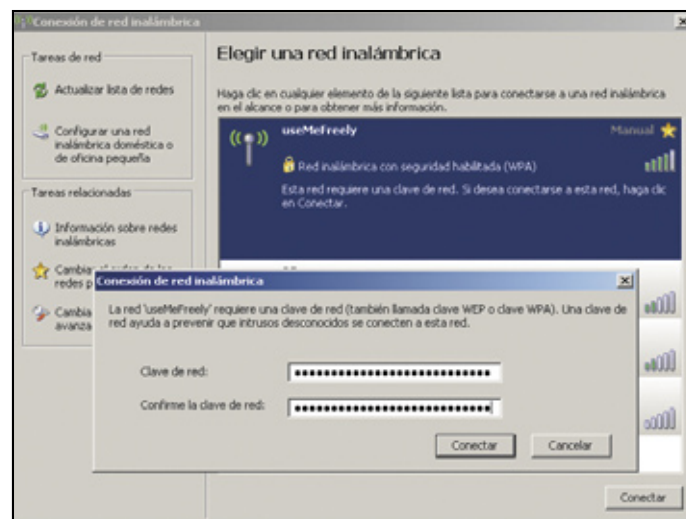 Conexión de red inalámbrica
Tareas de red
Actualizar lista de redes
Configurar una red
inalámbrica doméstica o
de oficina pequeña
Tareas relacionadas
Información sobre redes
inalámbricas
redes
Cambia
avanza
Elegir una red inalámbrica
Haga clic en cualquier elemento de la siguiente lista para conectarse a una red inalámbrica
en el alcance o para obtener más información.
useMeFreely
Manual
Red inalámbrica con seguridad habilitada (WPA)
Esta red requiere una clave de red. Si desea conectarse a esta red, haga clic
en Conectar.
Conexión de red inalámbrica
La red 'useMeFreely' requiere una clave de red (también llamada clave WEP o clave WPA). Una clave de
red ayuda a prevenir que intrusos desconocidos se conecten a esta red.
Clave de red:
Confirme la clave de red:
Conectar
Cancelar
Conectar